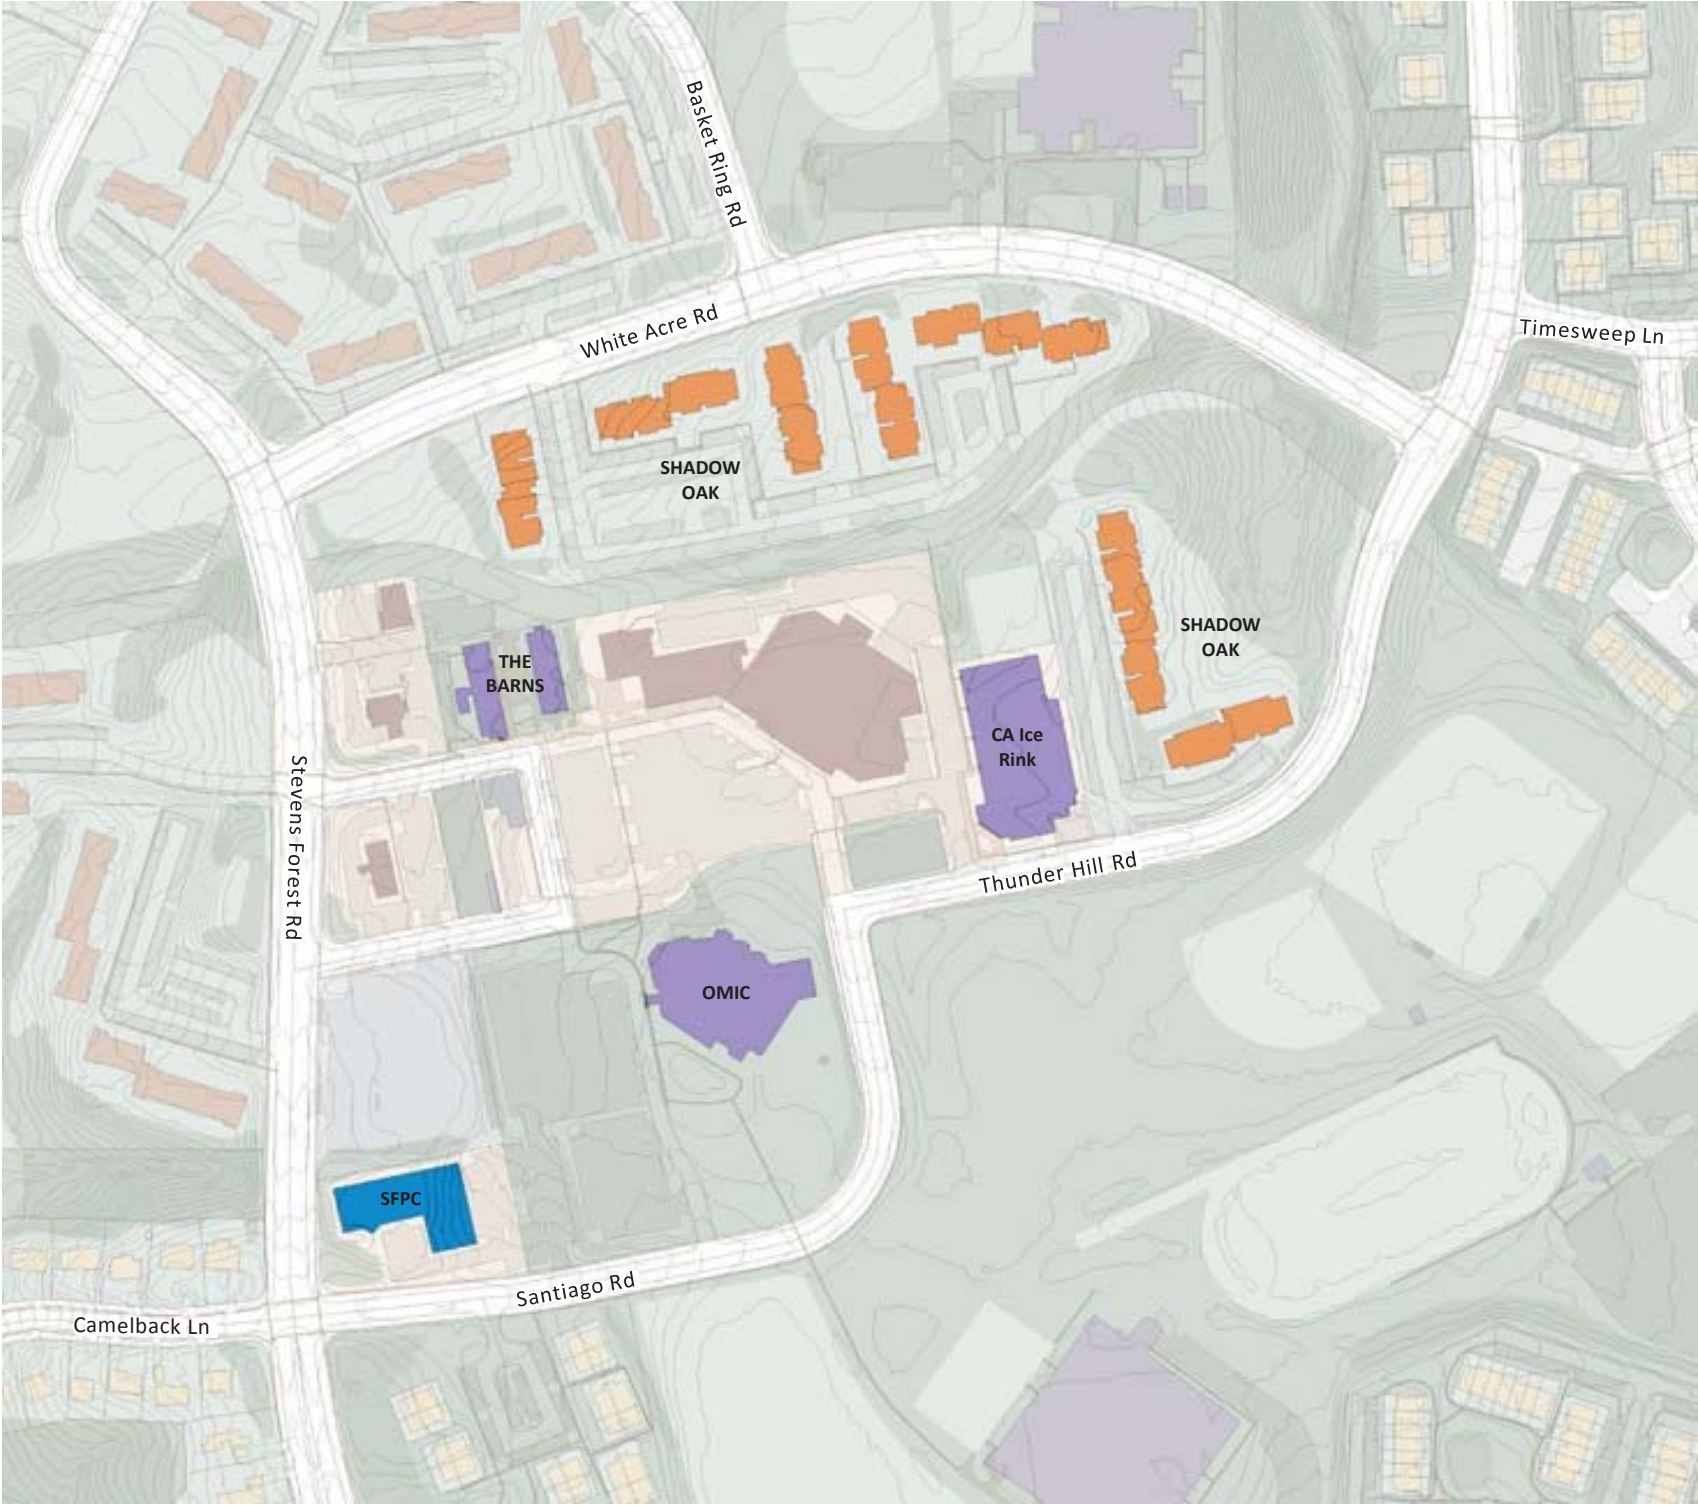 Basket Ring Rd
White Acre Rd
Timesweep Ln
SHADOW
OAK
SHADOW
OAK
THE
BARNS
CA Ice
Rink
Stevens Forest Rd
Thunder Hill Rd
OMIC
SFPC
Santiago Rd
Camelback Ln